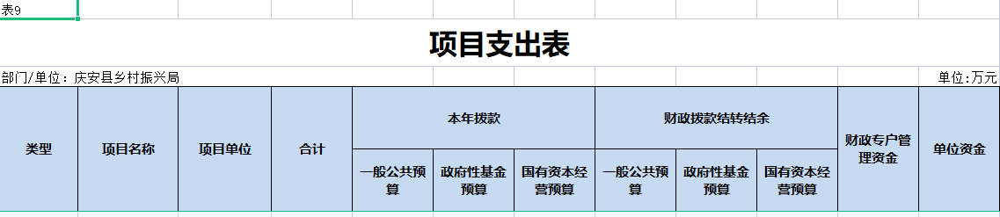 表9
项目支出表
部门/单位：庆安县乡村振兴局
单位:万元
类型
项目名称
项目单位
合计
本年拨款
财政拨款结转结余
财政专户管
理资金
单位资金
一般公共预
算
政府性基金
预算
国有资本经
营预算
一般公共预
算
政府性基金
预算
国有资本经
营预算